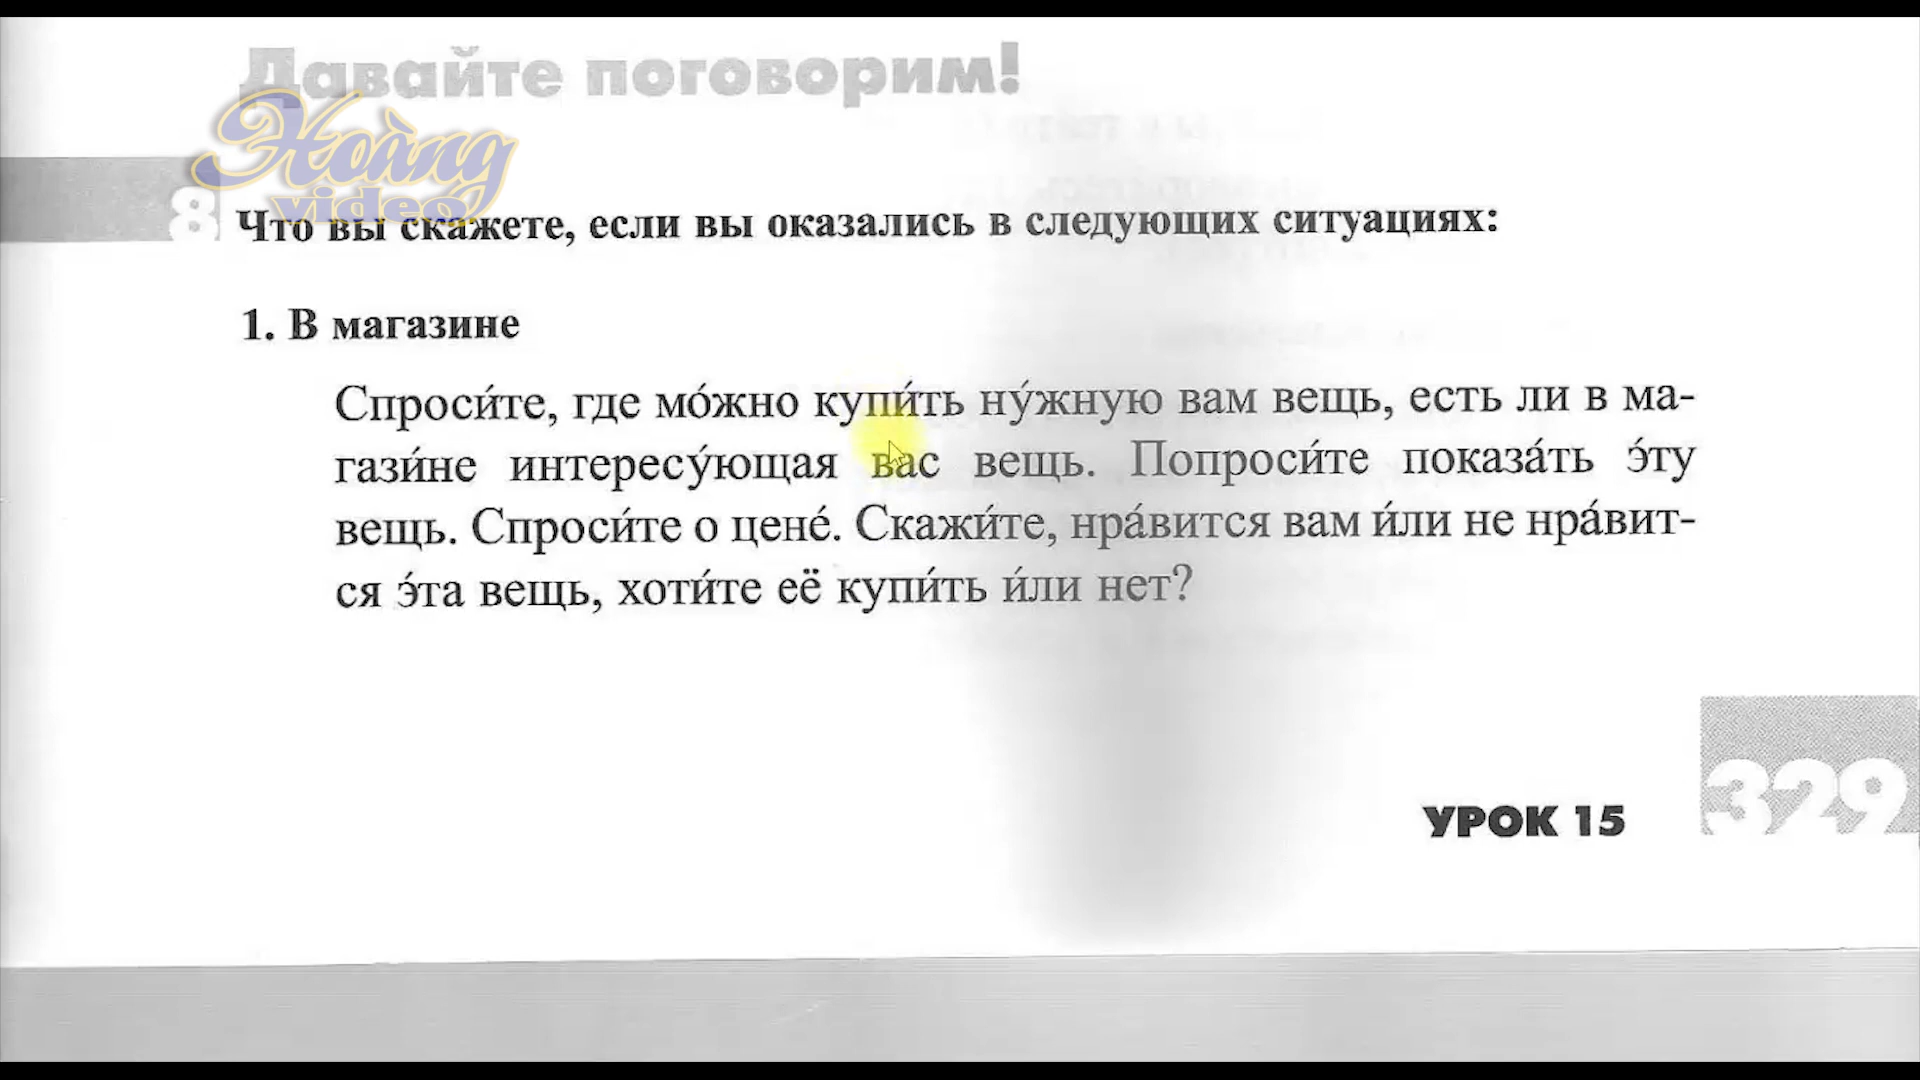 Давайте поговорим!
Hoàng
video
8 Что вы скажете, если вы оказались в следующих ситуациях:
1. В магазине
Спроси́те, где мо́жно купи́ть ну́жную вам вещь, есть ли в ма-
гази́не интересу́ющая вас вещь. Попроси́те показа́ть э́ту
вещь. Спроси́те о цене́. Скажи́те, нра́вится вам и́ли не нра́вит-
ся э́та вещь, хоти́те её купи́ть и́ли нет?
УРОК 15
329